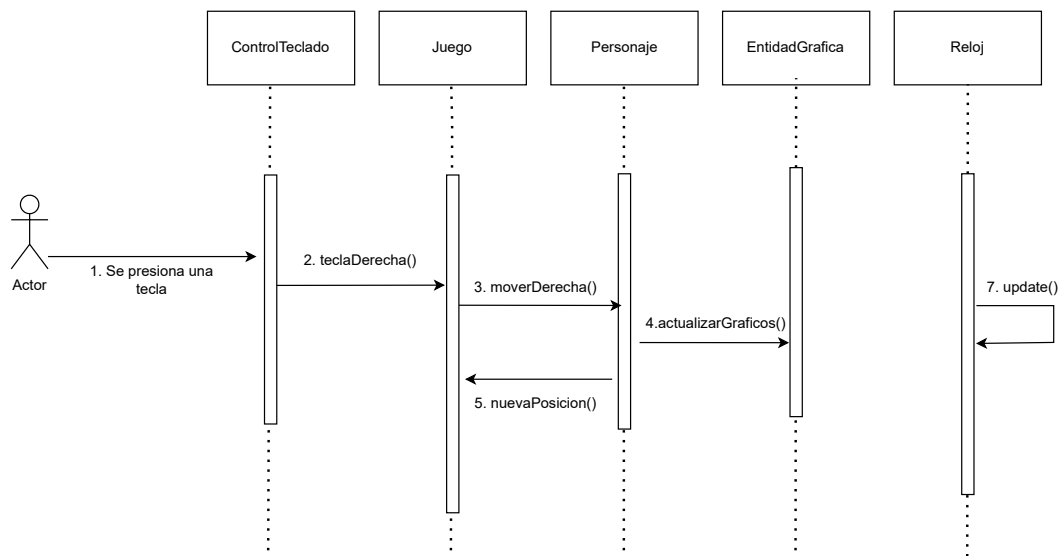 ControlTeclado
Juego
Personaje
EntidadGrafica
Reloj
Actor
1. Se presiona una
tecla
2. teclaDerecha()
3. moverDerecha()
4.actualizarGraficos()
5. nuevaPosicion()
7. update()